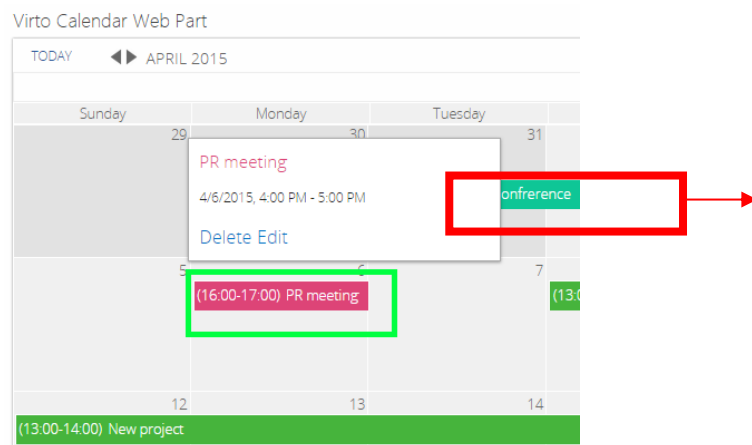 Virto Calendar Web Part
TODAY APRIL 2015
Sunday Monday Tuesday
29 30 31
PR meeting
4/6/2015, 4:00 PM - 5:00 PM
onfrerence
Delete Edit
5 6 7
(16:00-17:00) PR meeting (13:0
12 13 14
(13:00-14:00) New project